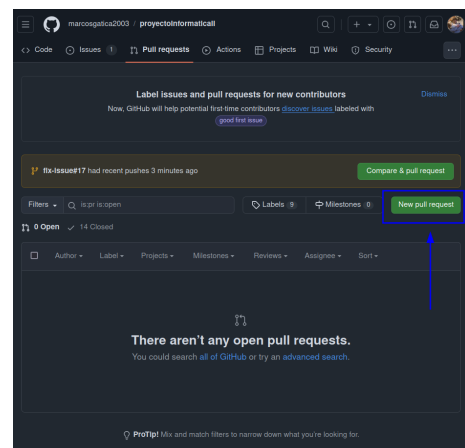 marcosgatica2003 / proyectoInformaticaII
Code Issues 1 Pull requests Actions Projects Wiki Security
Label issues and pull requests for new contributors
Dismiss
Now, GitHub will help potential first-time contributors discover issues labeled with
good first issue
fix-issue#17 had recent pushes 3 minutes ago
Compare & pull request
Filters is:pr is:open Labels 9 Milestones 0 New pull request
0 Open 14 Closed
Author Label Projects Milestones Reviews Assignee Sort
There aren't any open pull requests.
You could search all of GitHub or try an advanced search.
ProTip! Mix and match filters to narrow down what you're looking for.